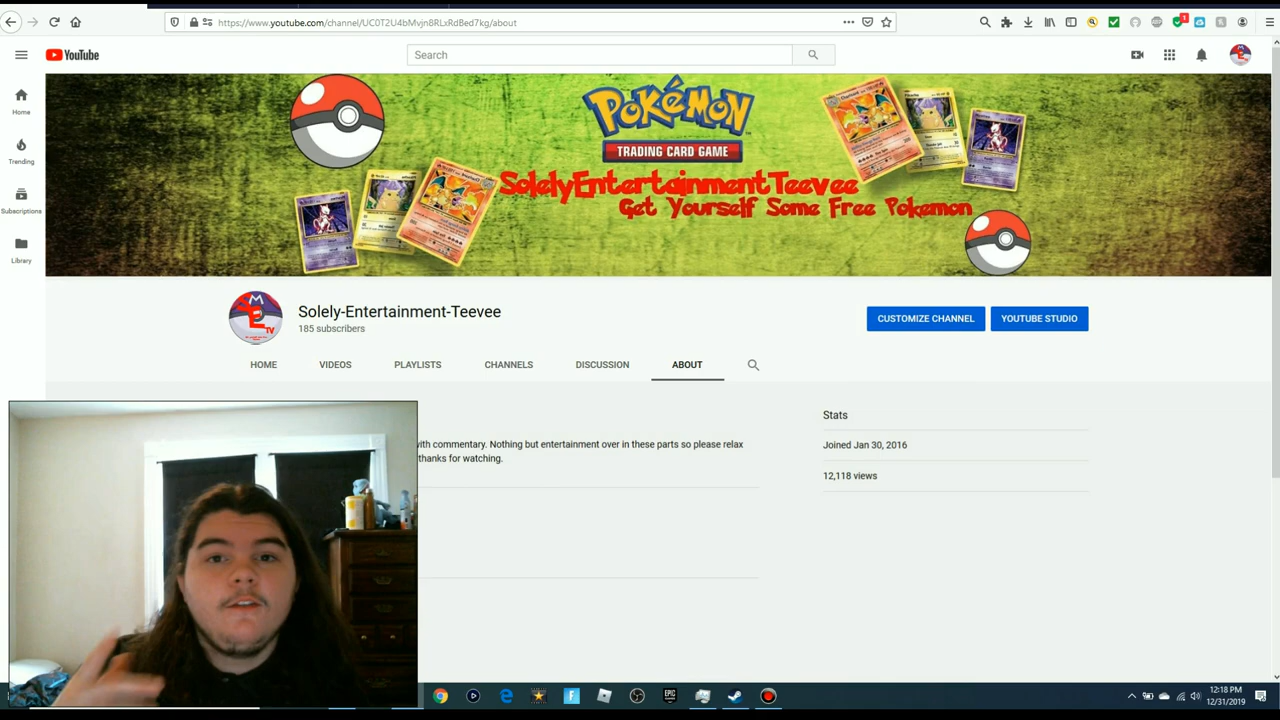 https://www.youtube.com/channel/UC0T2U4bMvjn8RLxRdBed7kg/about
YouTube
Search
Home
Trending
Subscriptions
Library
POKéMON
TRADING CARD GAME
SolelyEntertainmentTeevee
Get Yourself Some Free Pokemon
Solely-Entertainment-Teevee
185 subscribers
CUSTOMIZE CHANNEL
YOUTUBE STUDIO
HOME
VIDEOS
PLAYLISTS
CHANNELS
DISCUSSION
ABOUT
with commentary. Nothing but entertainment over in these parts so please relax
thanks for watching.
Stats
Joined Jan 30, 2016
12,118 views
EPIC
12:18 PM
12/31/2019